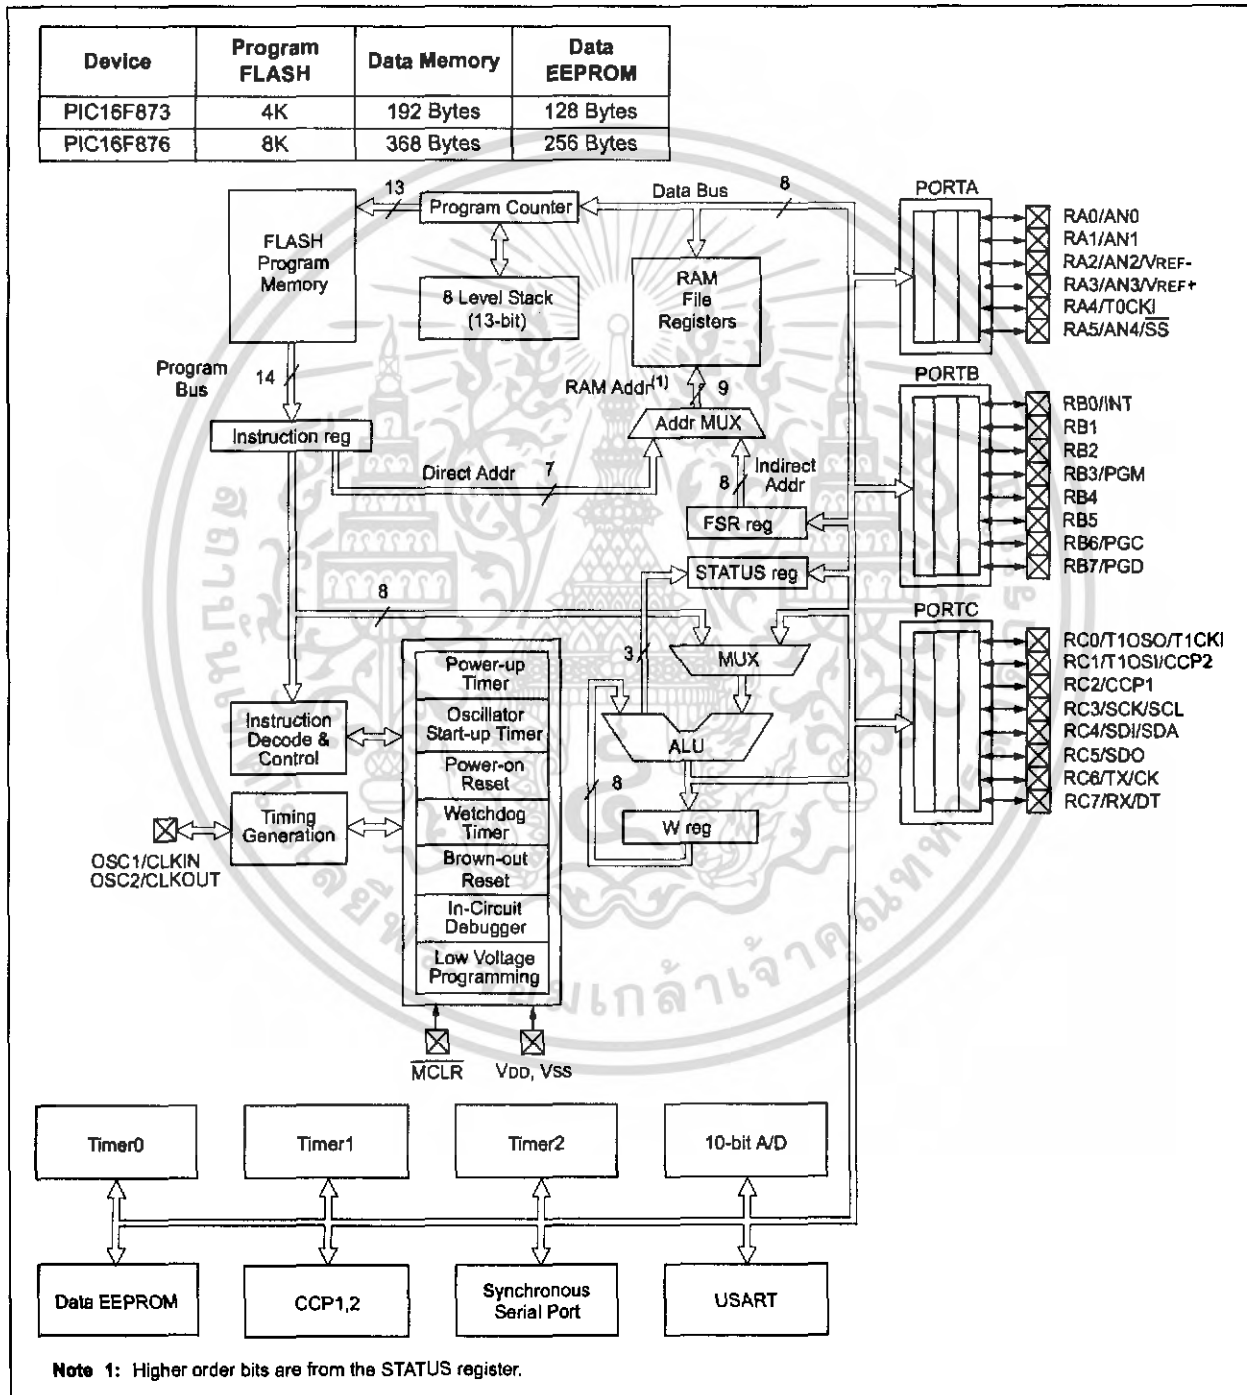 Device Program FLASH Data Memory Data EEPROM
PIC16F873 4K 192 Bytes 128 Bytes
PIC16F876 8K 368 Bytes 256 Bytes
FLASH
Program
Memory
13
Program Counter
Data Bus
8
8 Level Stack
(13-bit)
RAM
File
Registers
Program
Bus
14
RAM Addr(1)
9
Addr MUX
Instruction reg
Direct Addr
7
8
Indirect
Addr
FSR reg
STATUS reg
8
3
MUX
ALU
8
W reg
Power-up
Timer
Oscillator
Start-up Timer
Power-on
Reset
Watchdog
Timer
Brown-out
Reset
In-Circuit
Debugger
Low Voltage
Programming
Instruction
Decode &
Control
Timing
Generation
OSC1/CLKIN
OSC2/CLKOUT
MCLR
VDD, VSS
PORTA
RA0/AN0
RA1/AN1
RA2/AN2/VREF-
RA3/AN3/VREF+
RA4/T0CKI
RA5/AN4/SS
PORTB
RB0/INT
RB1
RB2
RB3/PGM
RB4
RB5
RB6/PGC
RB7/PGD
PORTC
RC0/T1OSO/T1CKI
RC1/T1OSI/CCP2
RC2/CCP1
RC3/SCK/SCL
RC4/SDI/SDA
RC5/SDO
RC6/TX/CK
RC7/RX/DT
Timer0
Timer1
Timer2
10-bit A/D
Data EEPROM
CCP1,2
Synchronous
Serial Port
USART
Note 1: Higher order bits are from the STATUS register.